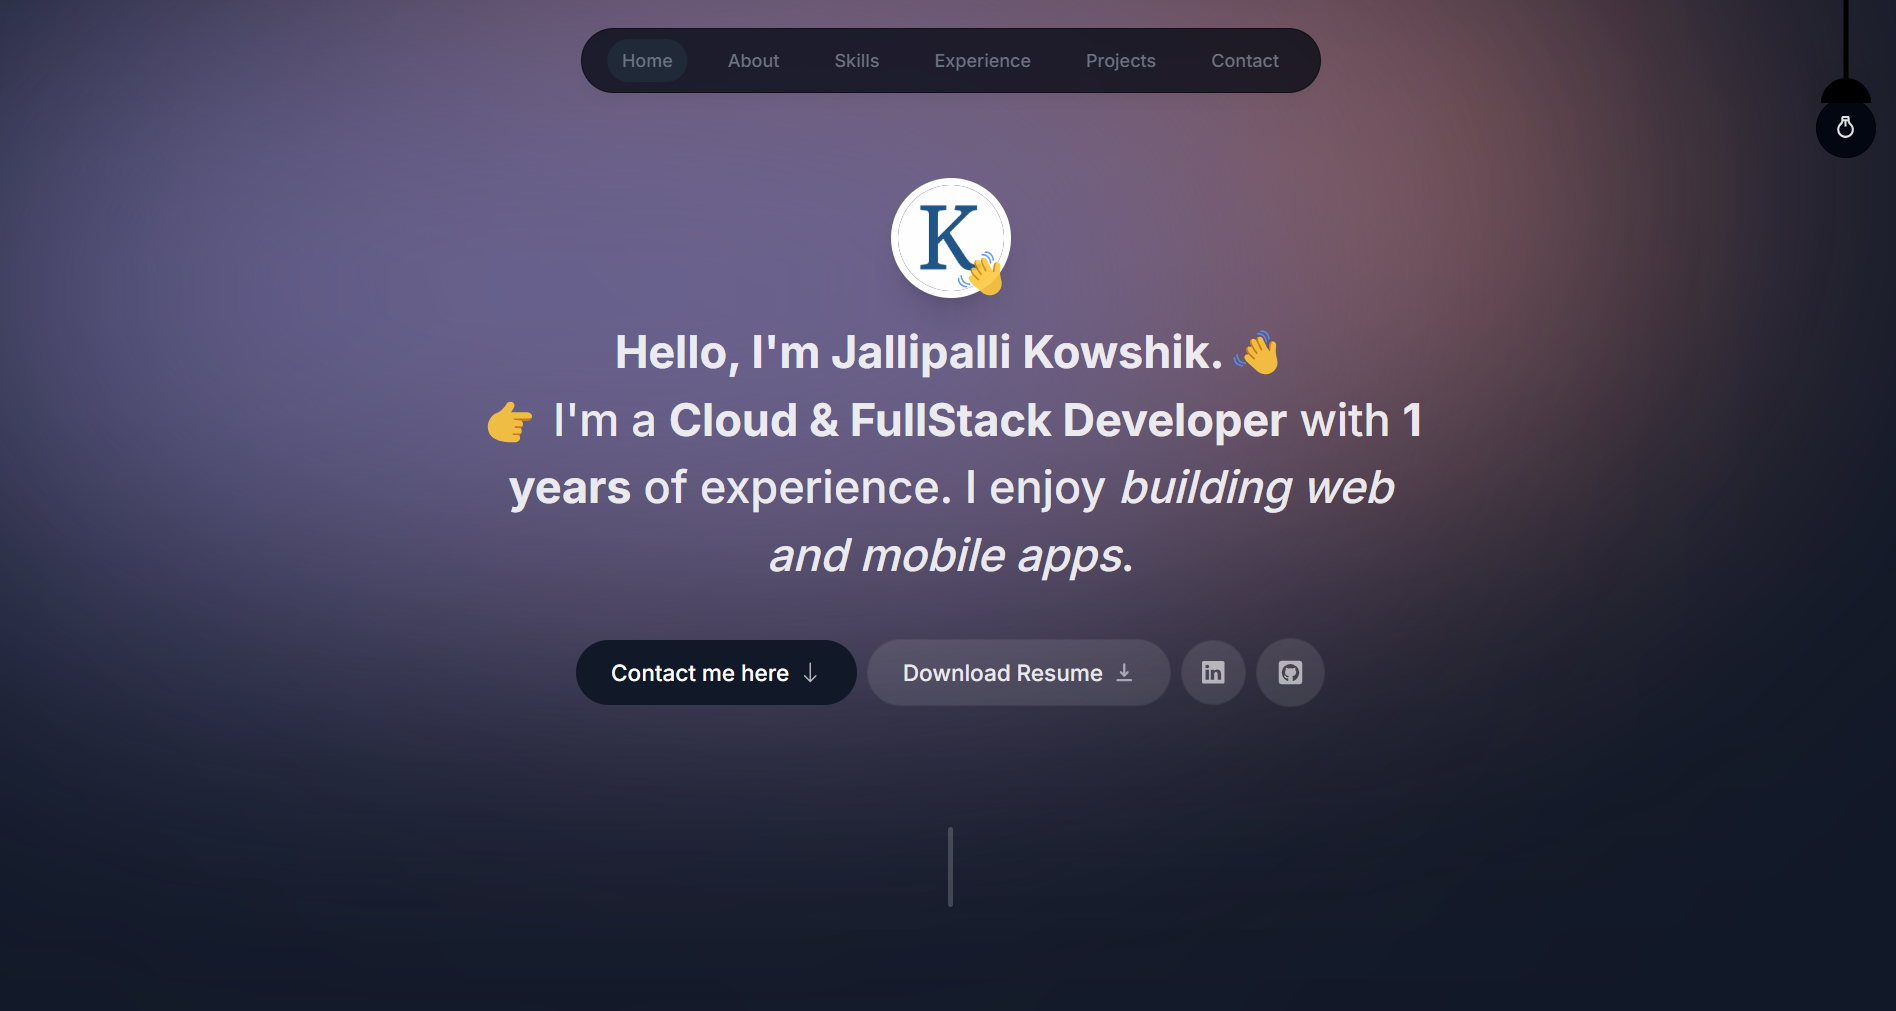 Home About Skills Experience Projects Contact
K
Hello, I'm Jallipalli Kowshik. 👋
👉 I'm a Cloud & FullStack Developer with 1
years of experience. I enjoy building web
and mobile apps.
Contact me here ↓ Download Resume in